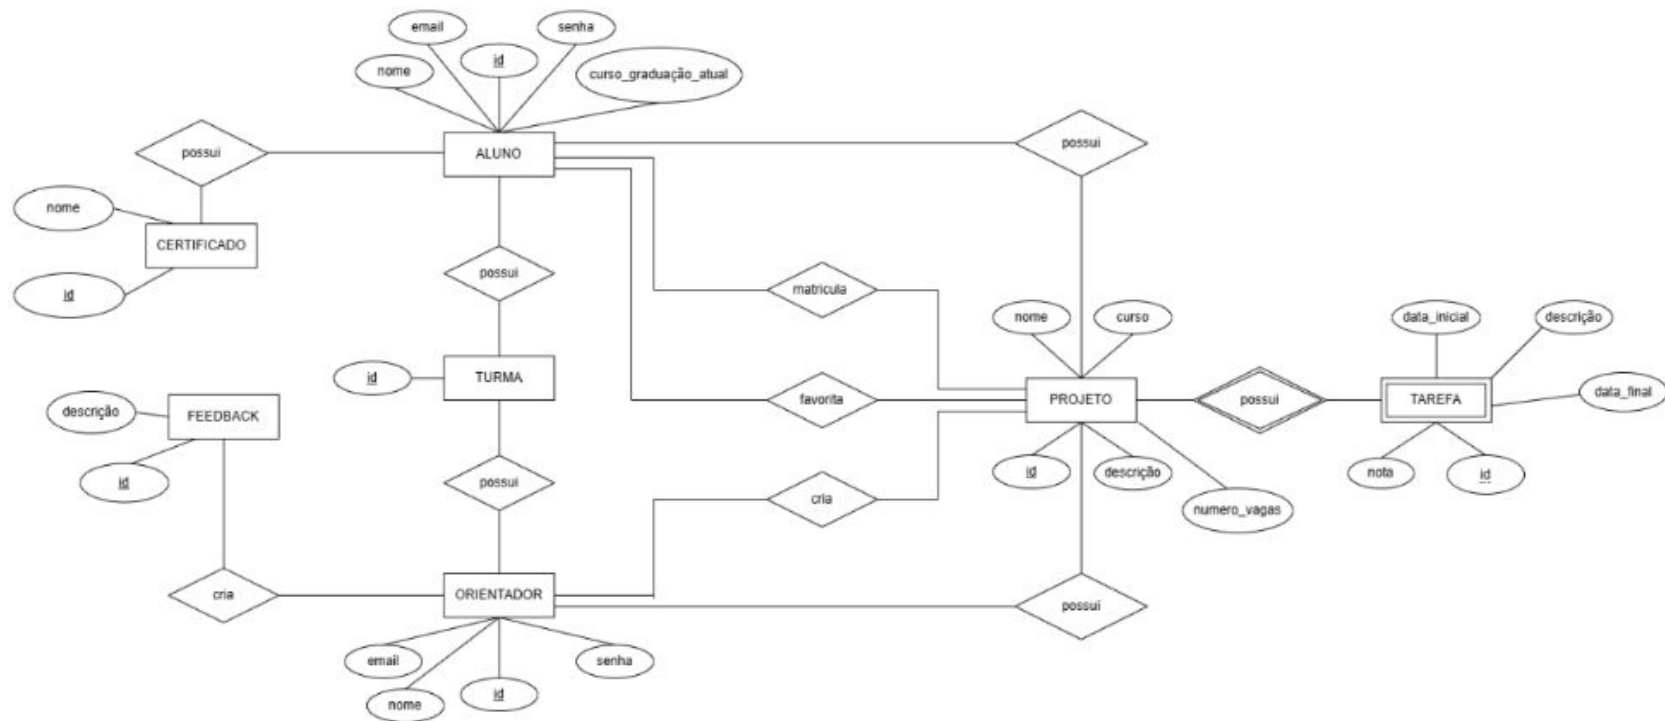 email
senha
id
nome
curso_graduação_atual
possui
ALUNO
possui
nome
CERTIFICADO
id
possui
matricula
nome
curso
data_inicial
descrição
id
TURMA
favorita
PROJETO
possui
TAREFA
data_final
descrição
FEEDBACK
id
possui
id
descrição
nota
id
cria
numero_vagas
cria
ORIENTADOR
possui
email
senha
nome
id